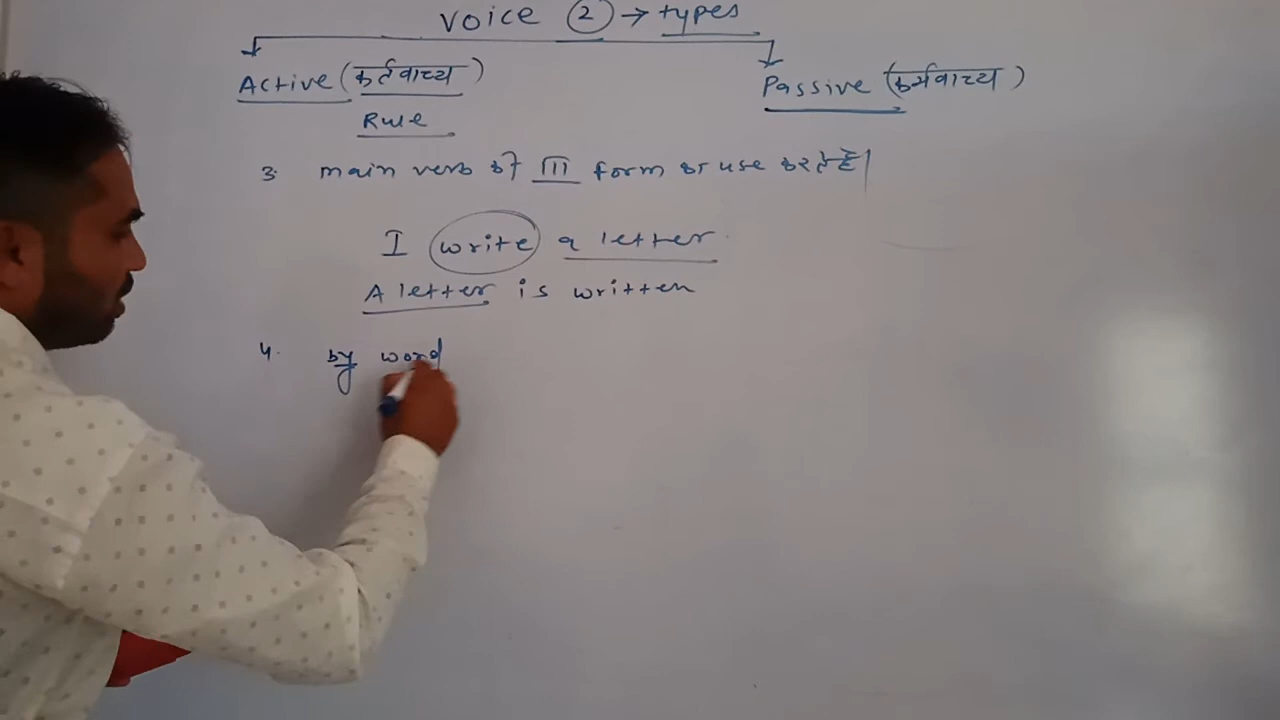 Voice ② → types
Active (कर्तवाच्य) Passive (कर्मवाच्य)
Rule
3. main verb की III form का use करते हैं|
I write a letter.
A letter is written
4. by word